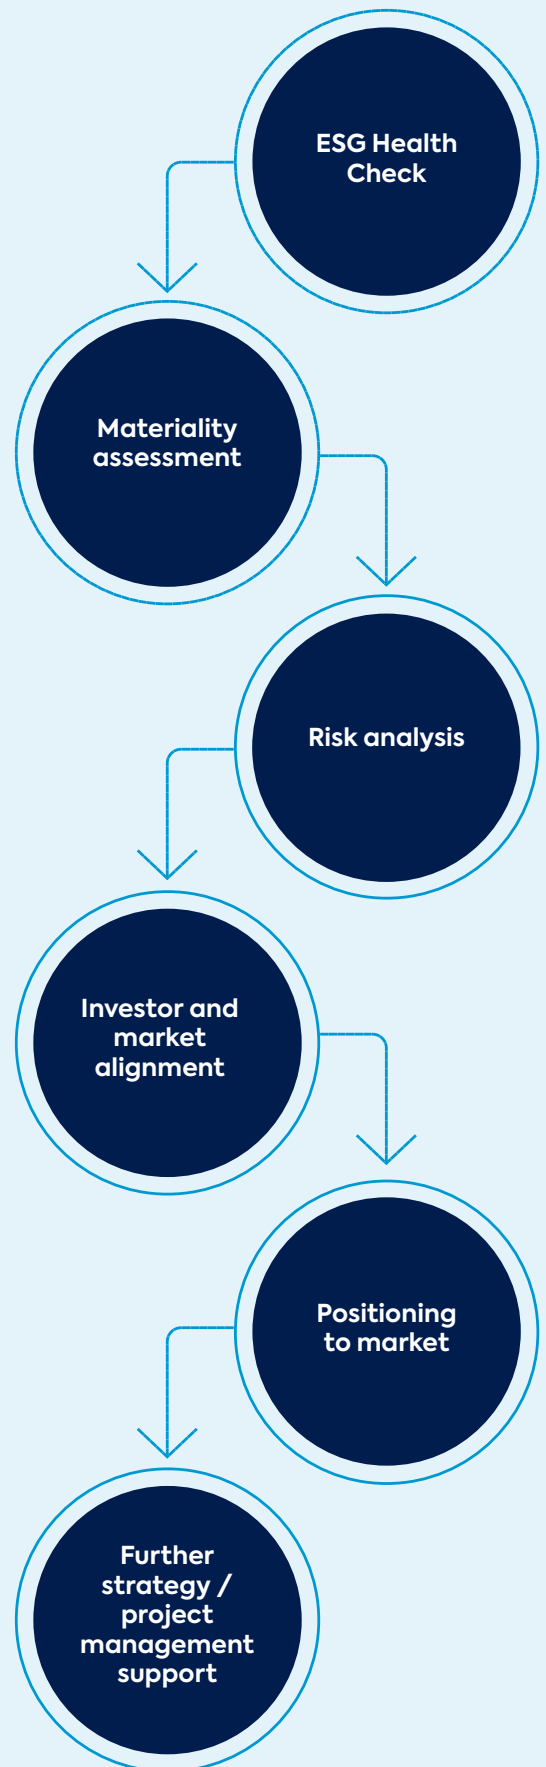 ESG Health
Check
Materiality
assessment
Risk analysis
Investor and
market
alignment
Positioning
to market
Further
strategy /
project
management
support